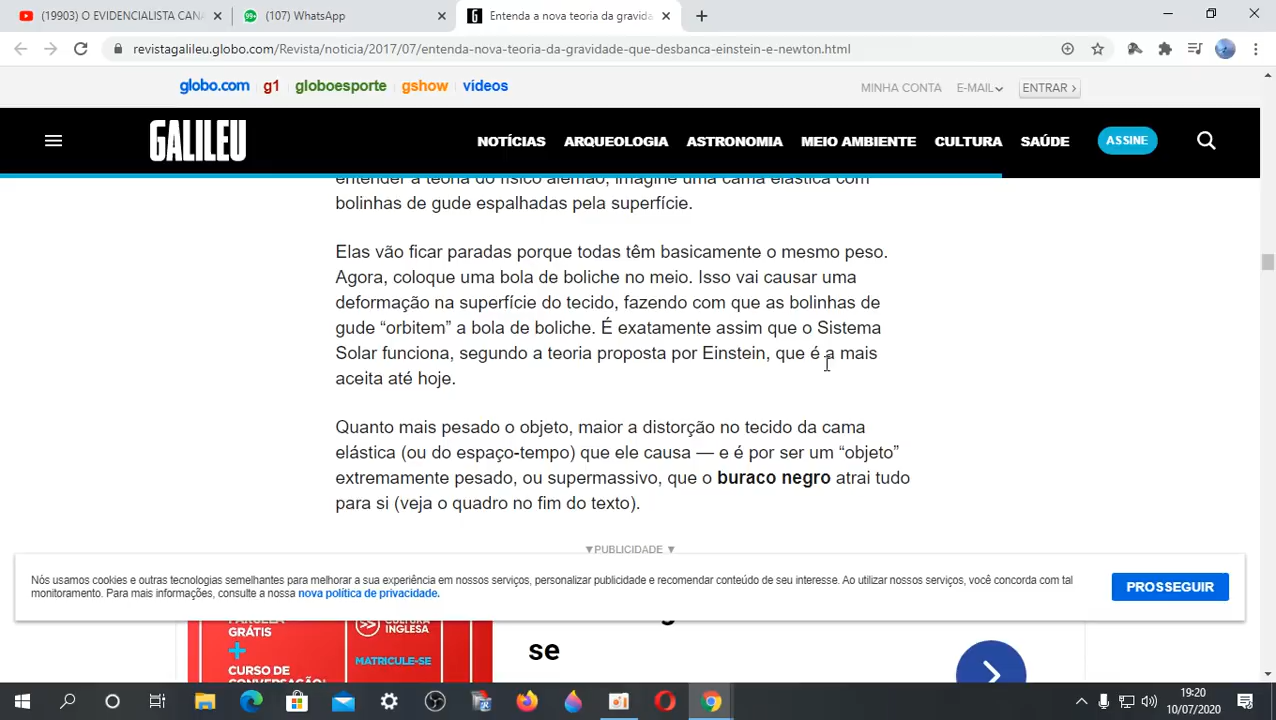 (19903) O EVIDENCIALISTA CANA
(107) WhatsApp
Entenda a nova teoria da gravida
revistagalileu.globo.com/Revista/noticia/2017/07/entenda-nova-teoria-da-gravidade-que-desbanca-einstein-e-newton.html
globo.com g1 globoesporte gshow videos
MINHA CONTA E-MAIL ENTRAR
GALILEU
NOTÍCIAS ARQUEOLOGIA ASTRONOMIA MEIO AMBIENTE CULTURA SAÚDE ASSINE
entender a teoria do físico alemão, imagine uma cama elástica com
bolinhas de gude espalhadas pela superfície.
Elas vão ficar paradas porque todas têm basicamente o mesmo peso.
Agora, coloque uma bola de boliche no meio. Isso vai causar uma
deformação na superfície do tecido, fazendo com que as bolinhas de
gude “orbitem” a bola de boliche. É exatamente assim que o Sistema
Solar funciona, segundo a teoria proposta por Einstein, que é a mais
aceita até hoje.
Quanto mais pesado o objeto, maior a distorção no tecido da cama
elástica (ou do espaço-tempo) que ele causa — e é por ser um “objeto”
extremamente pesado, ou supermassivo, que o buraco negro atrai tudo
para si (veja o quadro no fim do texto).
▼PUBLICIDADE ▼
Nós usamos cookies e outras tecnologias semelhantes para melhorar a sua experiência em nossos serviços, personalizar publicidade e recomendar conteúdo de seu interesse. Ao utilizar nossos serviços, você concorda com tal
monitoramento. Para mais informações, consulte a nossa nova política de privacidade.
PROSSEGUIR
GRÁTIS
+
CURSO DE
CONVERSAÇÃO!
CULTURA
INGLESA
MATRICULE-SE
se
19:20
10/07/2020